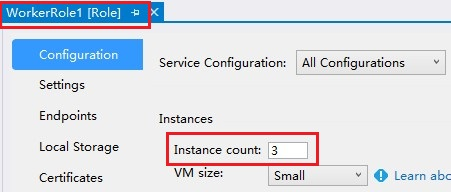 WorkerRole1 [Role]
Configuration
Settings
Endpoints
Local Storage
Certificates
Service Configuration: All Configurations
Instances
Instance count: 3
VM size: Small Learn abo